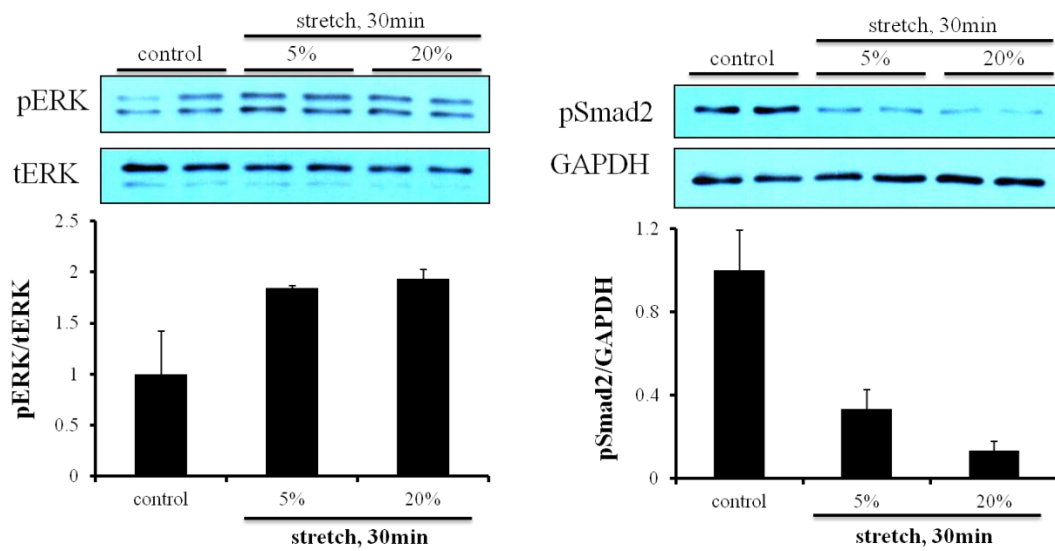 stretch, 30min
control 5% 20%
pERK
tERK
2.5
2
1.5
1
0.5
0
pERK/tERK
control 5% 20%
stretch, 30min
stretch, 30min
control 5% 20%
pSmad2
GAPDH
1.2
0.8
0.4
0
pSmad2/GAPDH
control 5% 20%
stretch, 30min